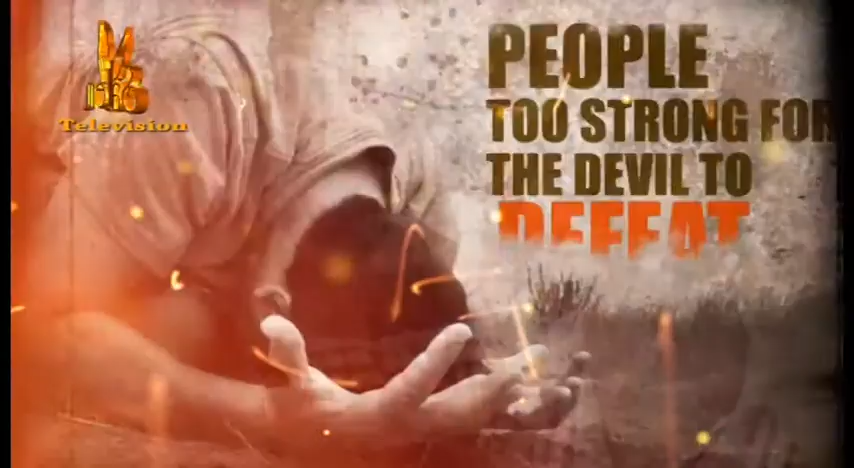 Television
PEOPLE
TOO STRONG FOR
THE DEVIL TO
DEFEAT